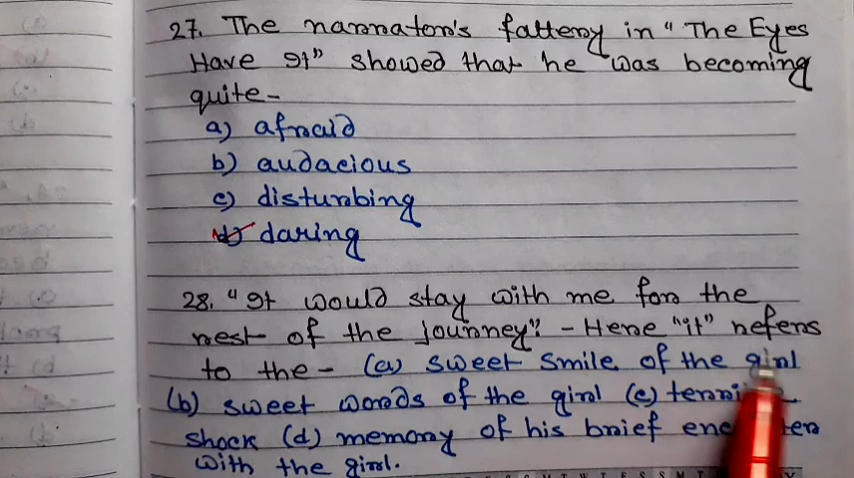 27. The narrator's fattery in "The Eyes
Have It" showed that he was becoming
quite-
a) afraid
b) audacious
c) disturbing
d) daring
28. "It would stay with me for the
rest of the journey". - Here "it" refers
to the - (a) sweet smile of the girl
(b) sweet words of the girl (c)
shock (d) memory of his brief
with the girl.